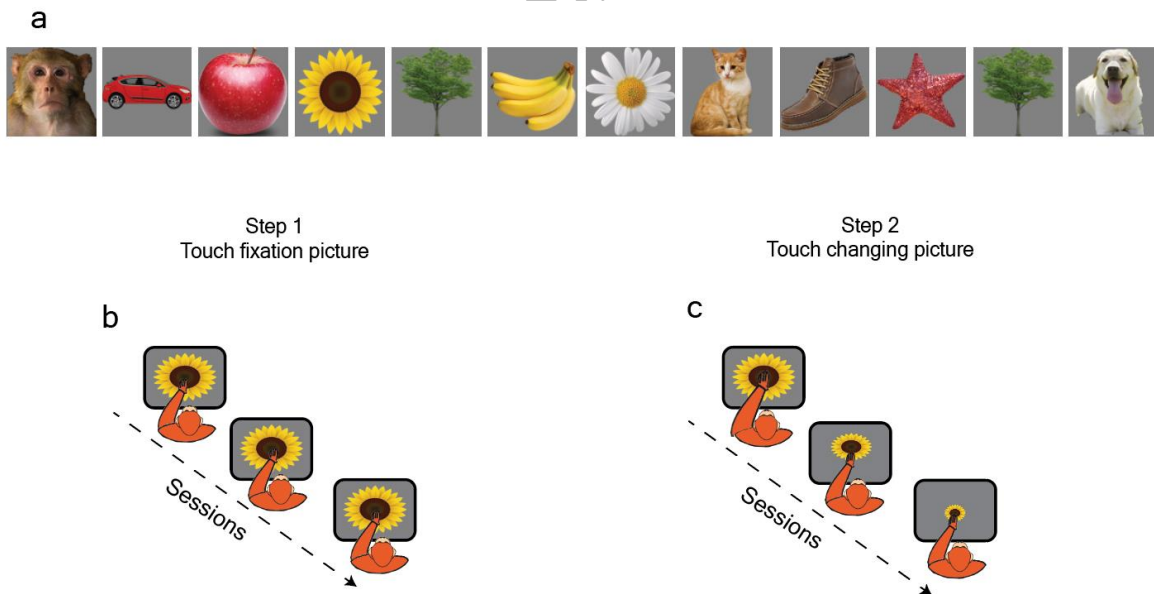 a
Step 1
Touch fixation picture
Step 2
Touch changing picture
b
c
Sessions
Sessions